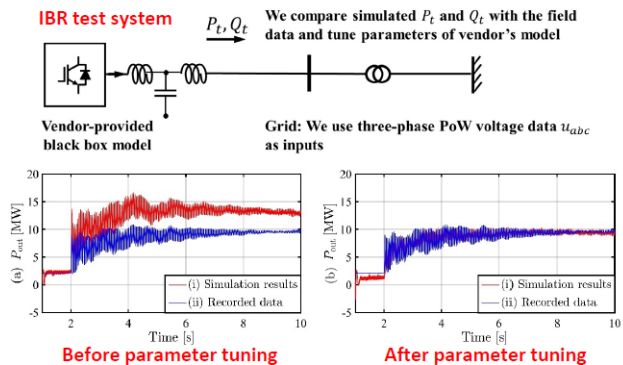 IBR test system
P_t, Q_t
We compare simulated P_t and Q_t with the field
data and tune parameters of vendor's model
Vendor-provided
black box model
Grid: We use three-phase PoW voltage data u_abc
as inputs
(a) P_out [MW]
20
15
10
5
0
-5
(i) Simulation results
(ii) Recorded data
2
4
6
8
10
Time [s]
Before parameter tuning
(b) P_out [MW]
20
15
10
5
0
-5
(i) Simulation results
(ii) Recorded data
2
4
6
8
10
Time [s]
After parameter tuning